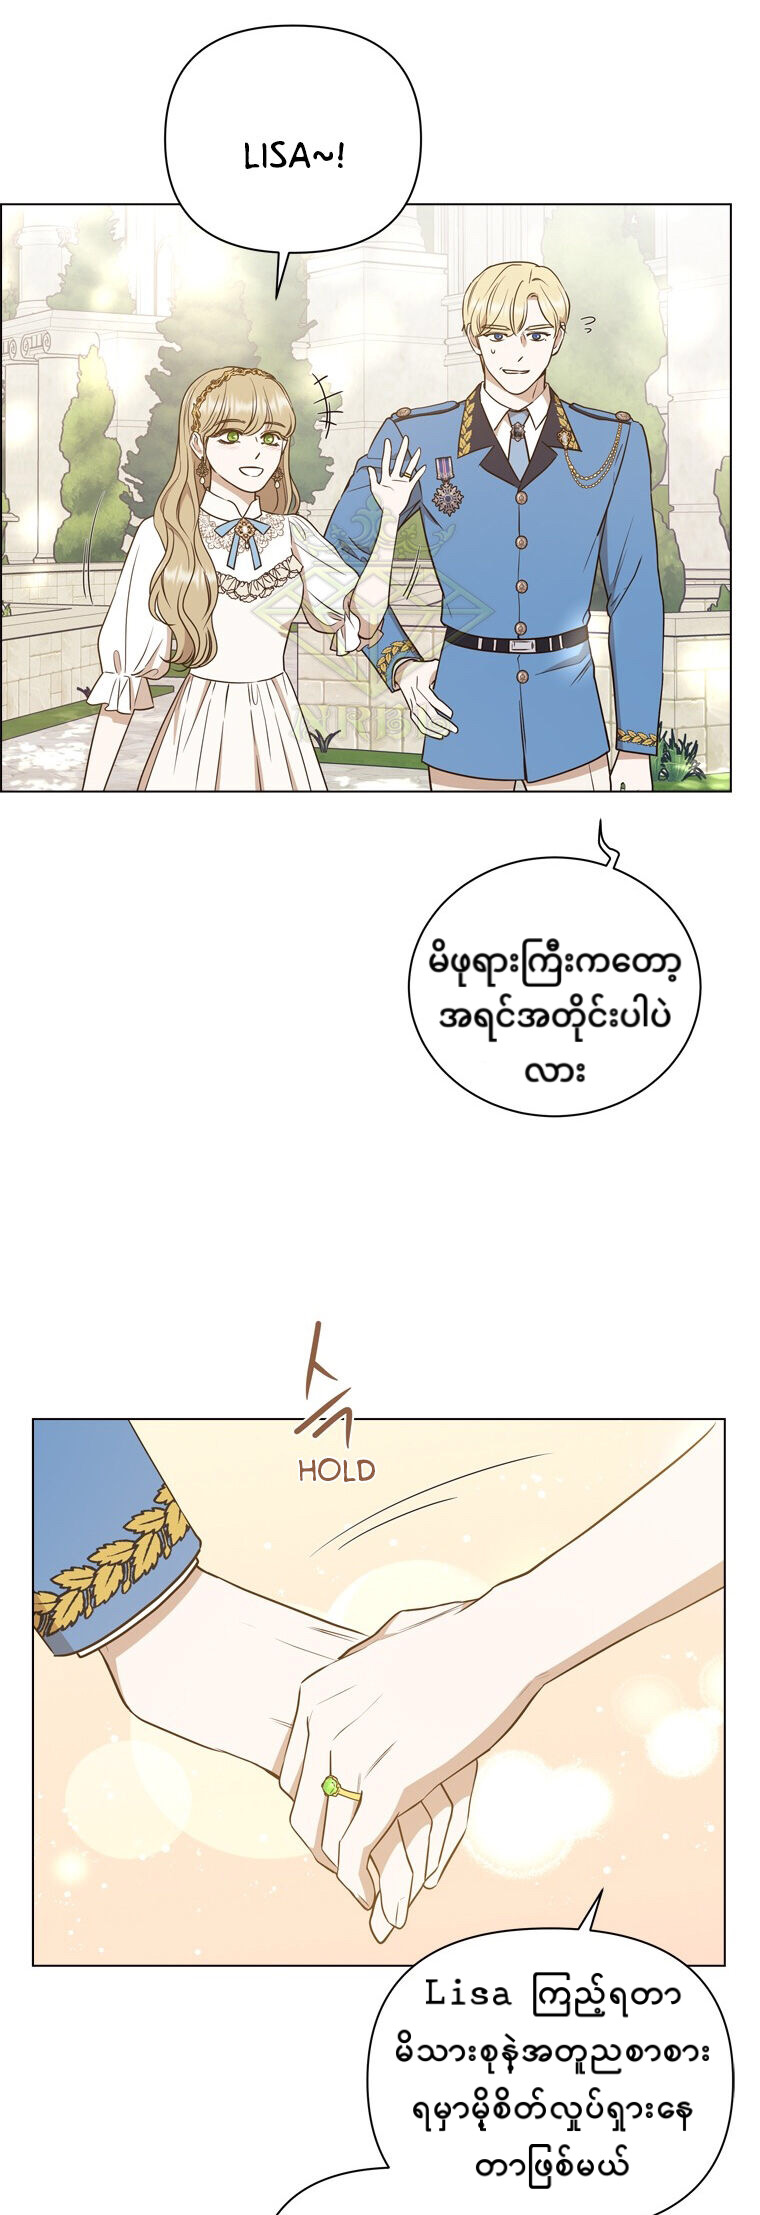 LISA~!
မိဖုရားကြီးကတော့
အရင်အတိုင်းပါပဲ
လား
HOLD
Lisa ကြည့်ရတာ
မိသားစုနဲ့အတူညစာစား
ရမှာမို့စိတ်လှုပ်ရှားနေ
တာဖြစ်မယ်